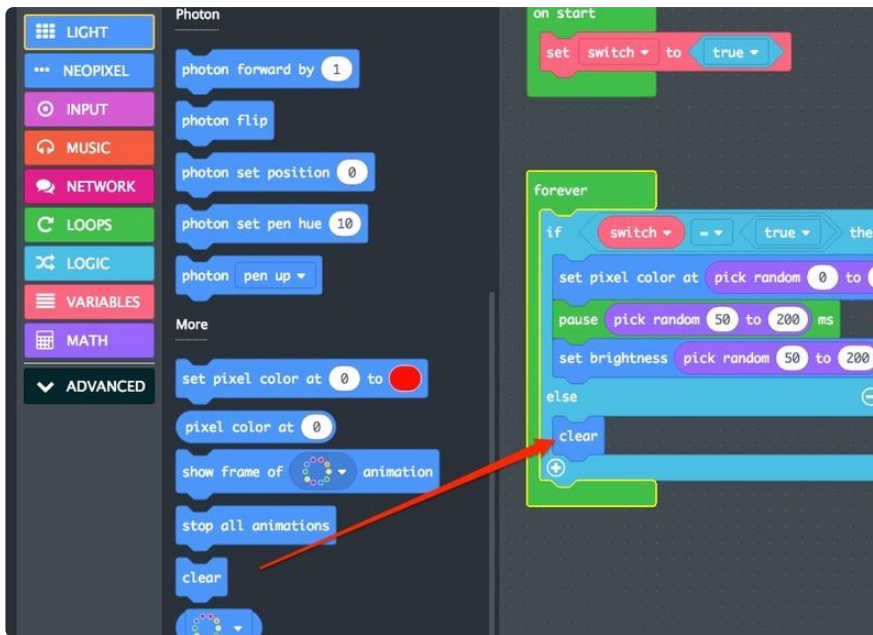 LIGHT
NEOPIXEL
INPUT
MUSIC
NETWORK
LOOPS
LOGIC
VARIABLES
MATH
ADVANCED
Photon
photon forward by 1
photon flip
photon set position 0
photon set pen hue 10
photon pen up
More
set pixel color at 0 to
pixel color at 0
show frame of animation
stop all animations
clear
on start
set switch to true
forever
if switch = true the
set pixel color at pick random 0 to
pause pick random 50 to 200 ms
set brightness pick random 50 to 200
else
clear